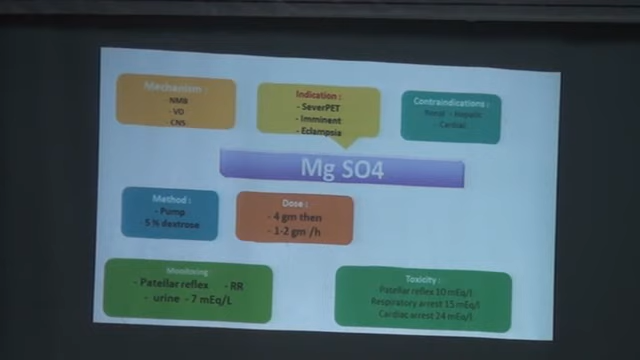 Mechanism :
NMB
- VD
CNS
Indication :
- SeverPET
- Imminent
- Eclampsia
Contraindications :
Renal - Hepatic
- Cardiac
Mg SO4
Method :
- Pump
5 % dextrose
Dose :
- 4 gm then
- 1-2 gm /h
Monitoring
- Patellar reflex - RR
- urine - 7 mEq/L
Toxicity :
Patellar reflex 10 mEq/L
Respiratory arrest 15 mEq/L
Cardiac arrest 24 mEq/L